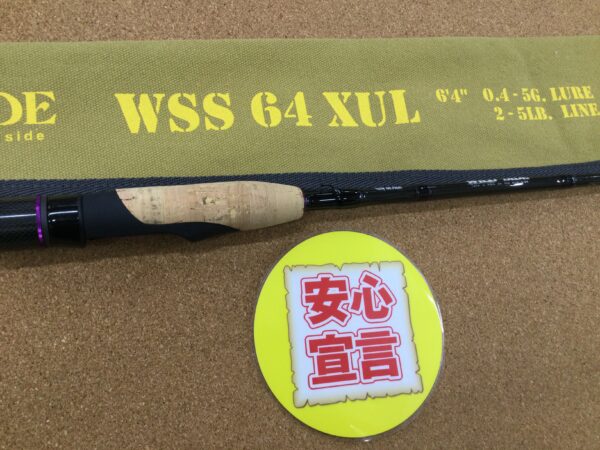 DE
side
WSS 64 XUL
6'4" 0.4-5G. LURE
2-5LB. LINE
安心
宣言